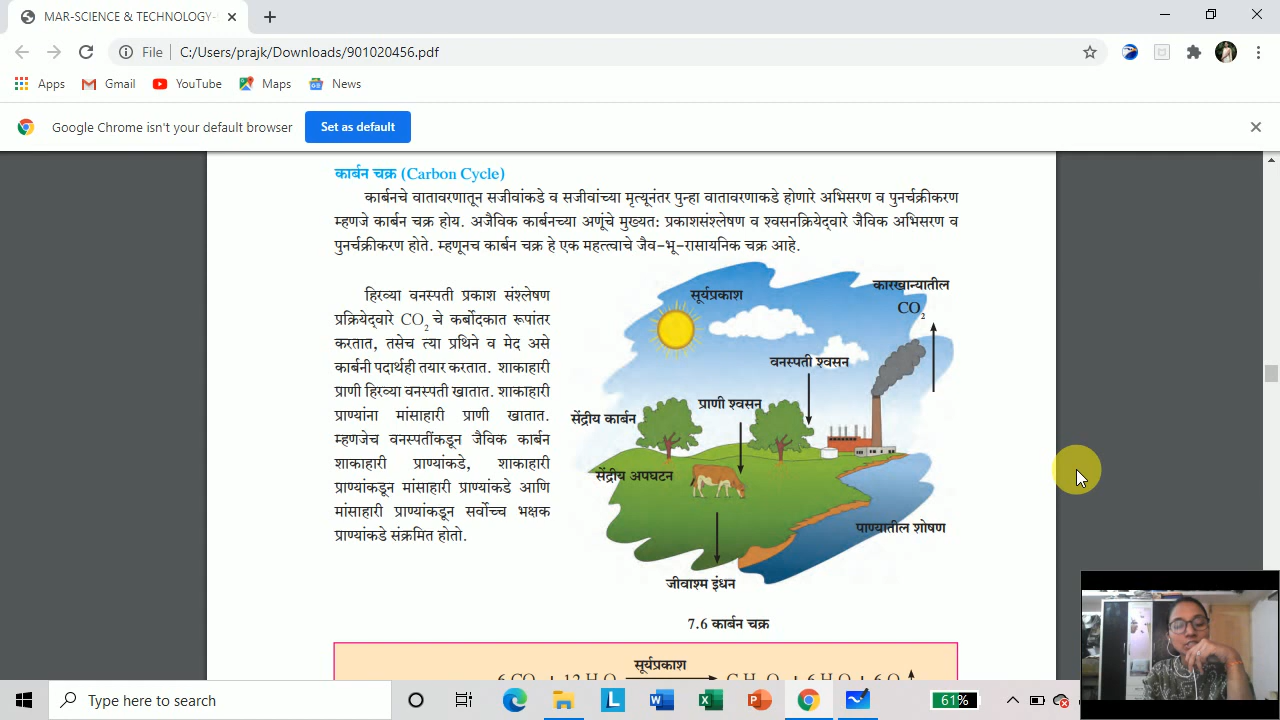 MAR-SCIENCE & TECHNOLOGY-
File
C:/Users/prajk/Downloads/901020456.pdf
Apps
Gmail
YouTube
Maps
News
Google Chrome isn't your default browser
Set as default
कार्बन चक्र (Carbon Cycle)
कार्बनचे वातावरणातून सजीवांकडे व सजीवांच्या मृत्यूनंतर पुन्हा वातावरणाकडे होणारे अभिसरण व पुनर्चक्रीकरण
म्हणजे कार्बन चक्र होय. अजैविक कार्बनच्या अणूंचे मुख्यतः प्रकाशसंश्लेषण व श्वसनक्रियेद्वारे जैविक अभिसरण व
पुनर्चक्रीकरण होते. म्हणूनच कार्बन चक्र हे एक महत्त्वाचे जैव-भू-रासायनिक चक्र आहे.
हिरव्या वनस्पती प्रकाश संश्लेषण
प्रक्रियेद्वारे CO₂ चे कर्बोदकात रूपांतर
करतात, तसेच त्या प्रथिने व मेद असे
कार्बनी पदार्थही तयार करतात. शाकाहारी
प्राणी हिरव्या वनस्पती खातात. शाकाहारी
प्राण्यांना मांसाहारी प्राणी खातात.
म्हणजेच वनस्पतींकडून जैविक कार्बन
शाकाहारी प्राण्यांकडे, शाकाहारी
प्राण्यांकडून मांसाहारी प्राण्यांकडे आणि
मांसाहारी प्राण्यांकडून सर्वोच्च भक्षक
प्राण्यांकडे संक्रमित होतो.
सूर्यप्रकाश
कारखान्यातील
CO₂
वनस्पती श्वसन
प्राणी श्वसन
सेंद्रीय कार्बन
सेंद्रीय अपघटन
पाण्यातील शोषण
जीवाश्म इंधन
7.6 कार्बन चक्र
सूर्यप्रकाश
Type here to search
61%